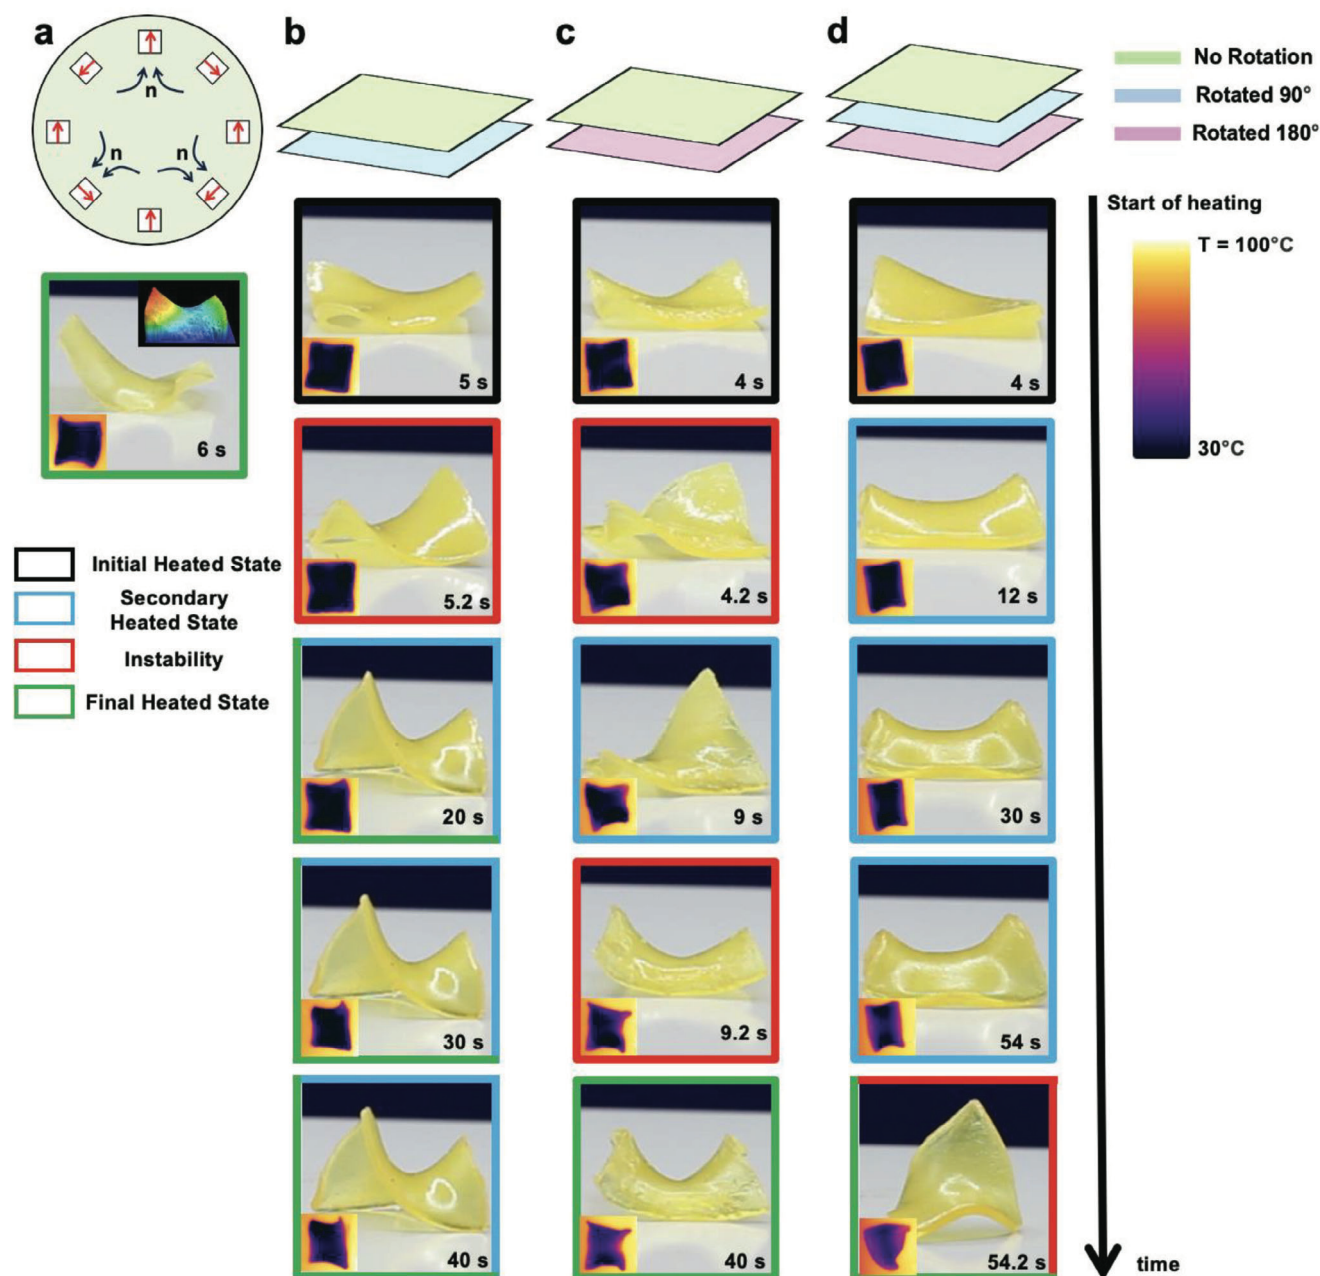 a
b
c
d
n
n
n
No Rotation
Rotated 90°
Rotated 180°
Start of heating
T = 100°C
30°C
6 s
Initial Heated State
Secondary
Heated State
Instability
Final Heated State
5 s
4 s
4 s
5.2 s
4.2 s
12 s
20 s
9 s
30 s
30 s
9.2 s
54 s
40 s
40 s
54.2 s
time